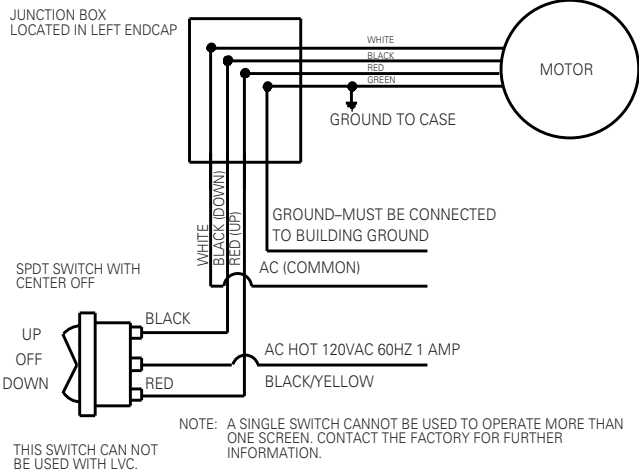 JUNCTION BOX
LOCATED IN LEFT ENDCAP
WHITE
BLACK
RED
GREEN
MOTOR
GROUND TO CASE
WHITE
BLACK (DOWN)
RED (UP)
GROUND–MUST BE CONNECTED
TO BUILDING GROUND
AC (COMMON)
SPDT SWITCH WITH
CENTER OFF
BLACK
UP
OFF
DOWN
AC HOT 120VAC 60HZ 1 AMP
RED
BLACK/YELLOW
NOTE: A SINGLE SWITCH CANNOT BE USED TO OPERATE MORE THAN
ONE SCREEN. CONTACT THE FACTORY FOR FURTHER
INFORMATION.
THIS SWITCH CAN NOT
BE USED WITH LVC.